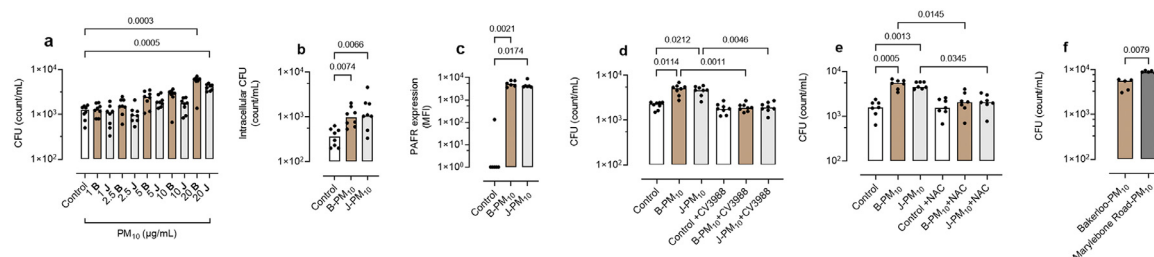 a
0.0003
0.0005
CFU (count/mL)
1×10⁴
1×10³
1×10²
Control
1 B
1 J
2.5 B
2.5 J
5 B
5 J
10 B
10 J
20 B
20 J
PM₁₀ (µg/mL)
b
0.0066
0.0074
Intracellular CFU
(count/mL)
1×10⁴
1×10³
1×10²
Control
B-PM₁₀
J-PM₁₀
c
0.0021
0.0174
PAFR expression
(MFI)
1×10⁴
1×10³
1×10²
1×10¹
1×10⁰
Control
B-PM₁₀
J-PM₁₀
d
0.0212
0.0046
0.0114
0.0011
CFU (count/mL)
1×10⁴
1×10³
1×10²
Control
B-PM₁₀
J-PM₁₀
Control +CV3988
B-PM₁₀+CV3988
J-PM₁₀+CV3988
e
0.0145
0.0013
0.0005
0.0345
CFU (count/mL)
1×10⁴
1×10³
1×10²
Control
B-PM₁₀
J-PM₁₀
Control +NAC
B-PM₁₀+NAC
J-PM₁₀+NAC
f
0.0079
CFU (count/mL)
1×10⁴
1×10³
1×10²
Bakerloo-PM₁₀
Marylebone Road-PM₁₀